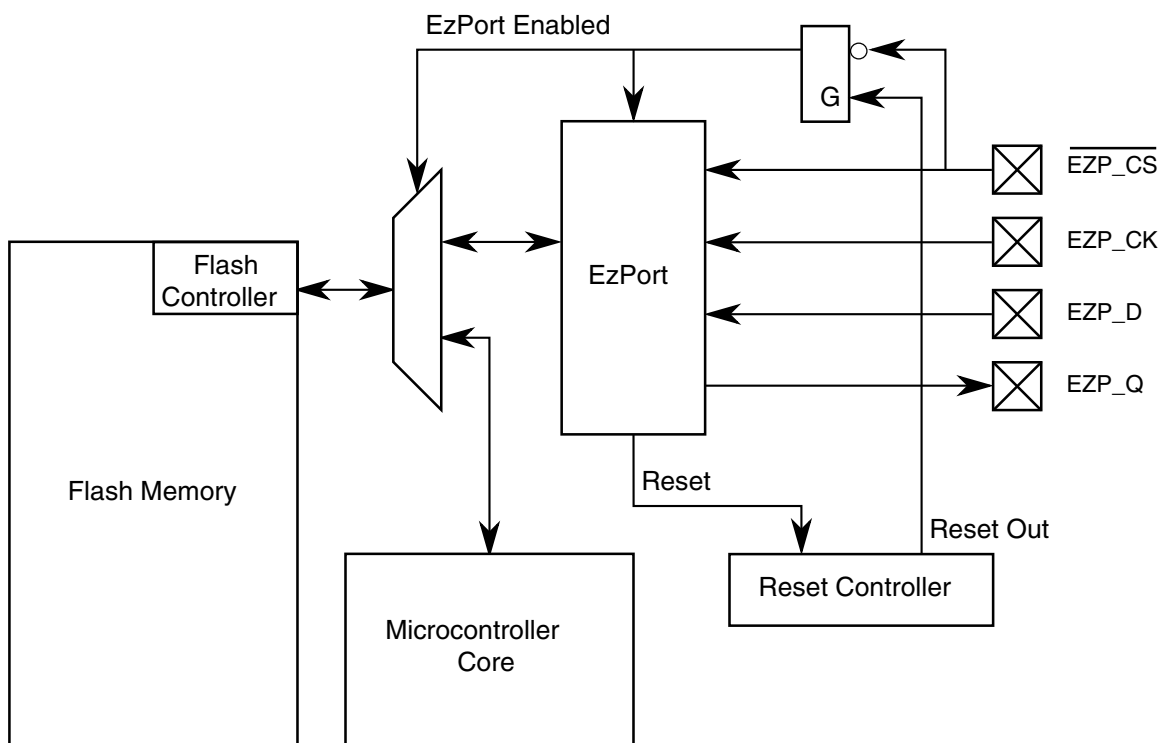 EzPort Enabled
G
EZP_CS
EZP_CK
EZP_D
EZP_Q
Flash
Controller
EzPort
Flash Memory
Reset
Reset Out
Reset Controller
Microcontroller
Core